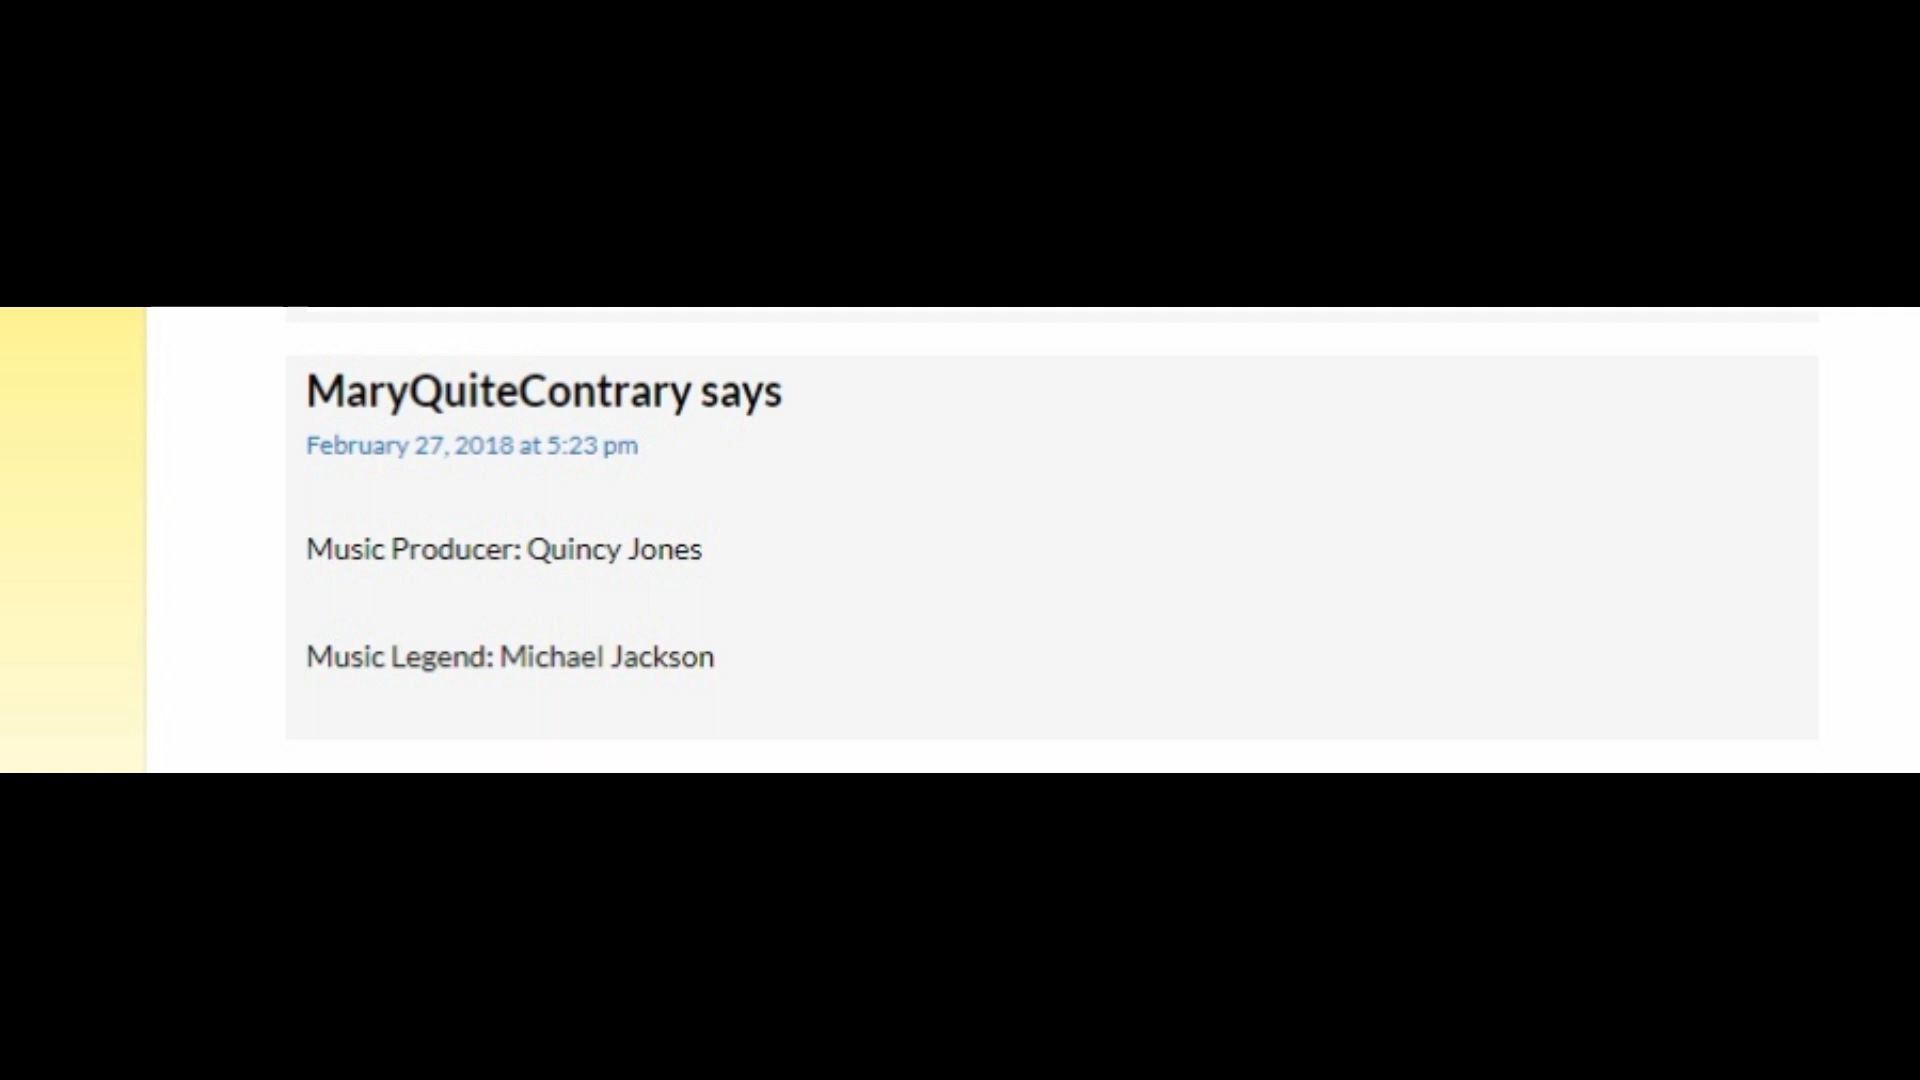 MaryQuiteContrary says
February 27, 2018 at 5:23 pm
Music Producer: Quincy Jones
Music Legend: Michael Jackson